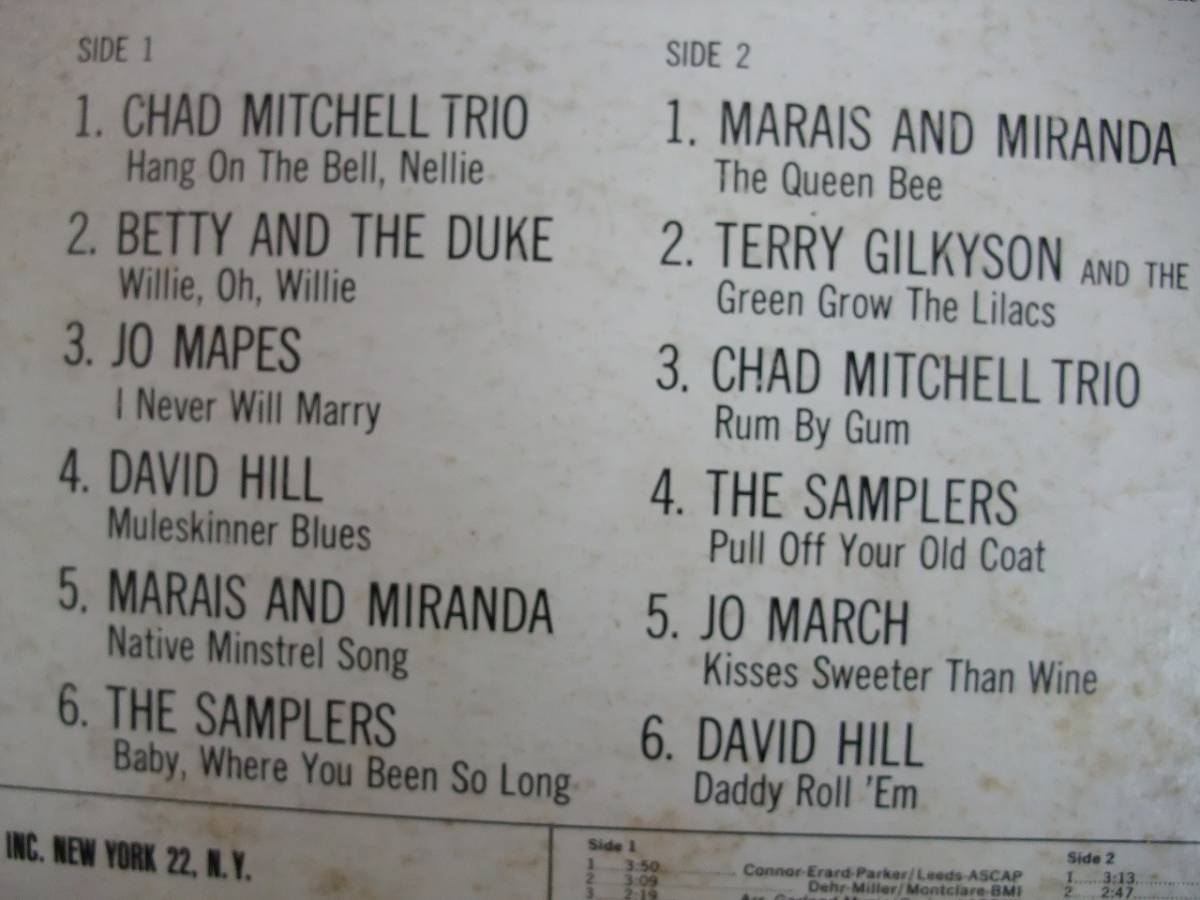 SIDE 1
1. CHAD MITCHELL TRIO
Hang On The Bell, Nellie
2. BETTY AND THE DUKE
Willie, Oh, Willie
3. JO MAPES
I Never Will Marry
4. DAVID HILL
Muleskinner Blues
5. MARAIS AND MIRANDA
Native Minstrel Song
6. THE SAMPLERS
Baby, Where You Been So Long
SIDE 2
1. MARAIS AND MIRANDA
The Queen Bee
2. TERRY GILKYSON AND THE
Green Grow The Lilacs
3. CHAD MITCHELL TRIO
Rum By Gum
4. THE SAMPLERS
Pull Off Your Old Coat
5. JO MARCH
Kisses Sweeter Than Wine
6. DAVID HILL
Daddy Roll 'Em
INC. NEW YORK 22, N.Y.
Side 1
1 3:50 Connor-Erard-Parker/Leeds-ASCAP
2 3:09 Dehr-Miller/Montclare-BMI
3 2:19
Side 2
1 3:13
2 2:47